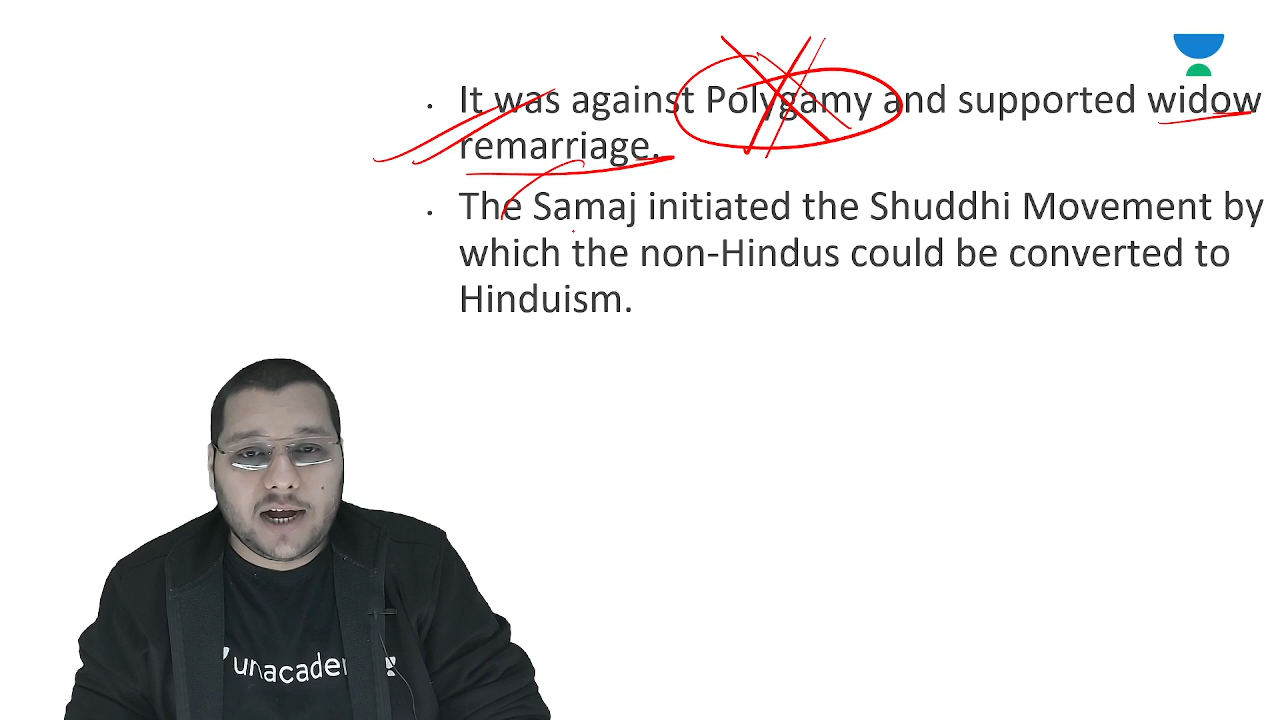 It was against Polygamy and supported widow
remarriage.
The Samaj initiated the Shuddhi Movement by
which the non-Hindus could be converted to
Hinduism.